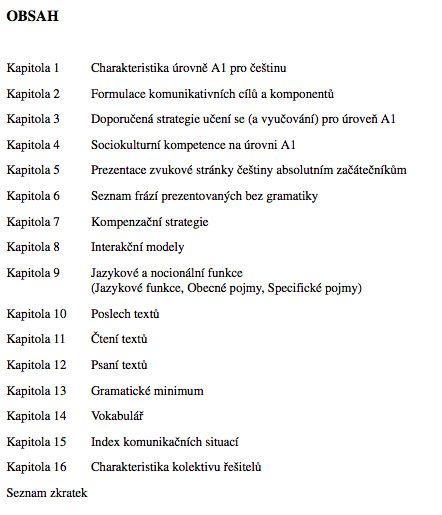 OBSAH
Kapitola 1 Charakteristika úrovně A1 pro češtinu
Kapitola 2 Formulace komunikativních cílů a komponentů
Kapitola 3 Doporučená strategie učení se (a vyučování) pro úroveň A1
Kapitola 4 Sociokulturní kompetence na úrovni A1
Kapitola 5 Prezentace zvukové stránky češtiny absolutním začátečníkům
Kapitola 6 Seznam frází prezentovaných bez gramatiky
Kapitola 7 Kompenzační strategie
Kapitola 8 Interakční modely
Kapitola 9 Jazykové a nocionální funkce
(Jazykové funkce, Obecné pojmy, Specifické pojmy)
Kapitola 10 Poslech textů
Kapitola 11 Čtení textů
Kapitola 12 Psaní textů
Kapitola 13 Gramatické minimum
Kapitola 14 Vokabulář
Kapitola 15 Index komunikačních situací
Kapitola 16 Charakteristika kolektivu řešitelů
Seznam zkratek